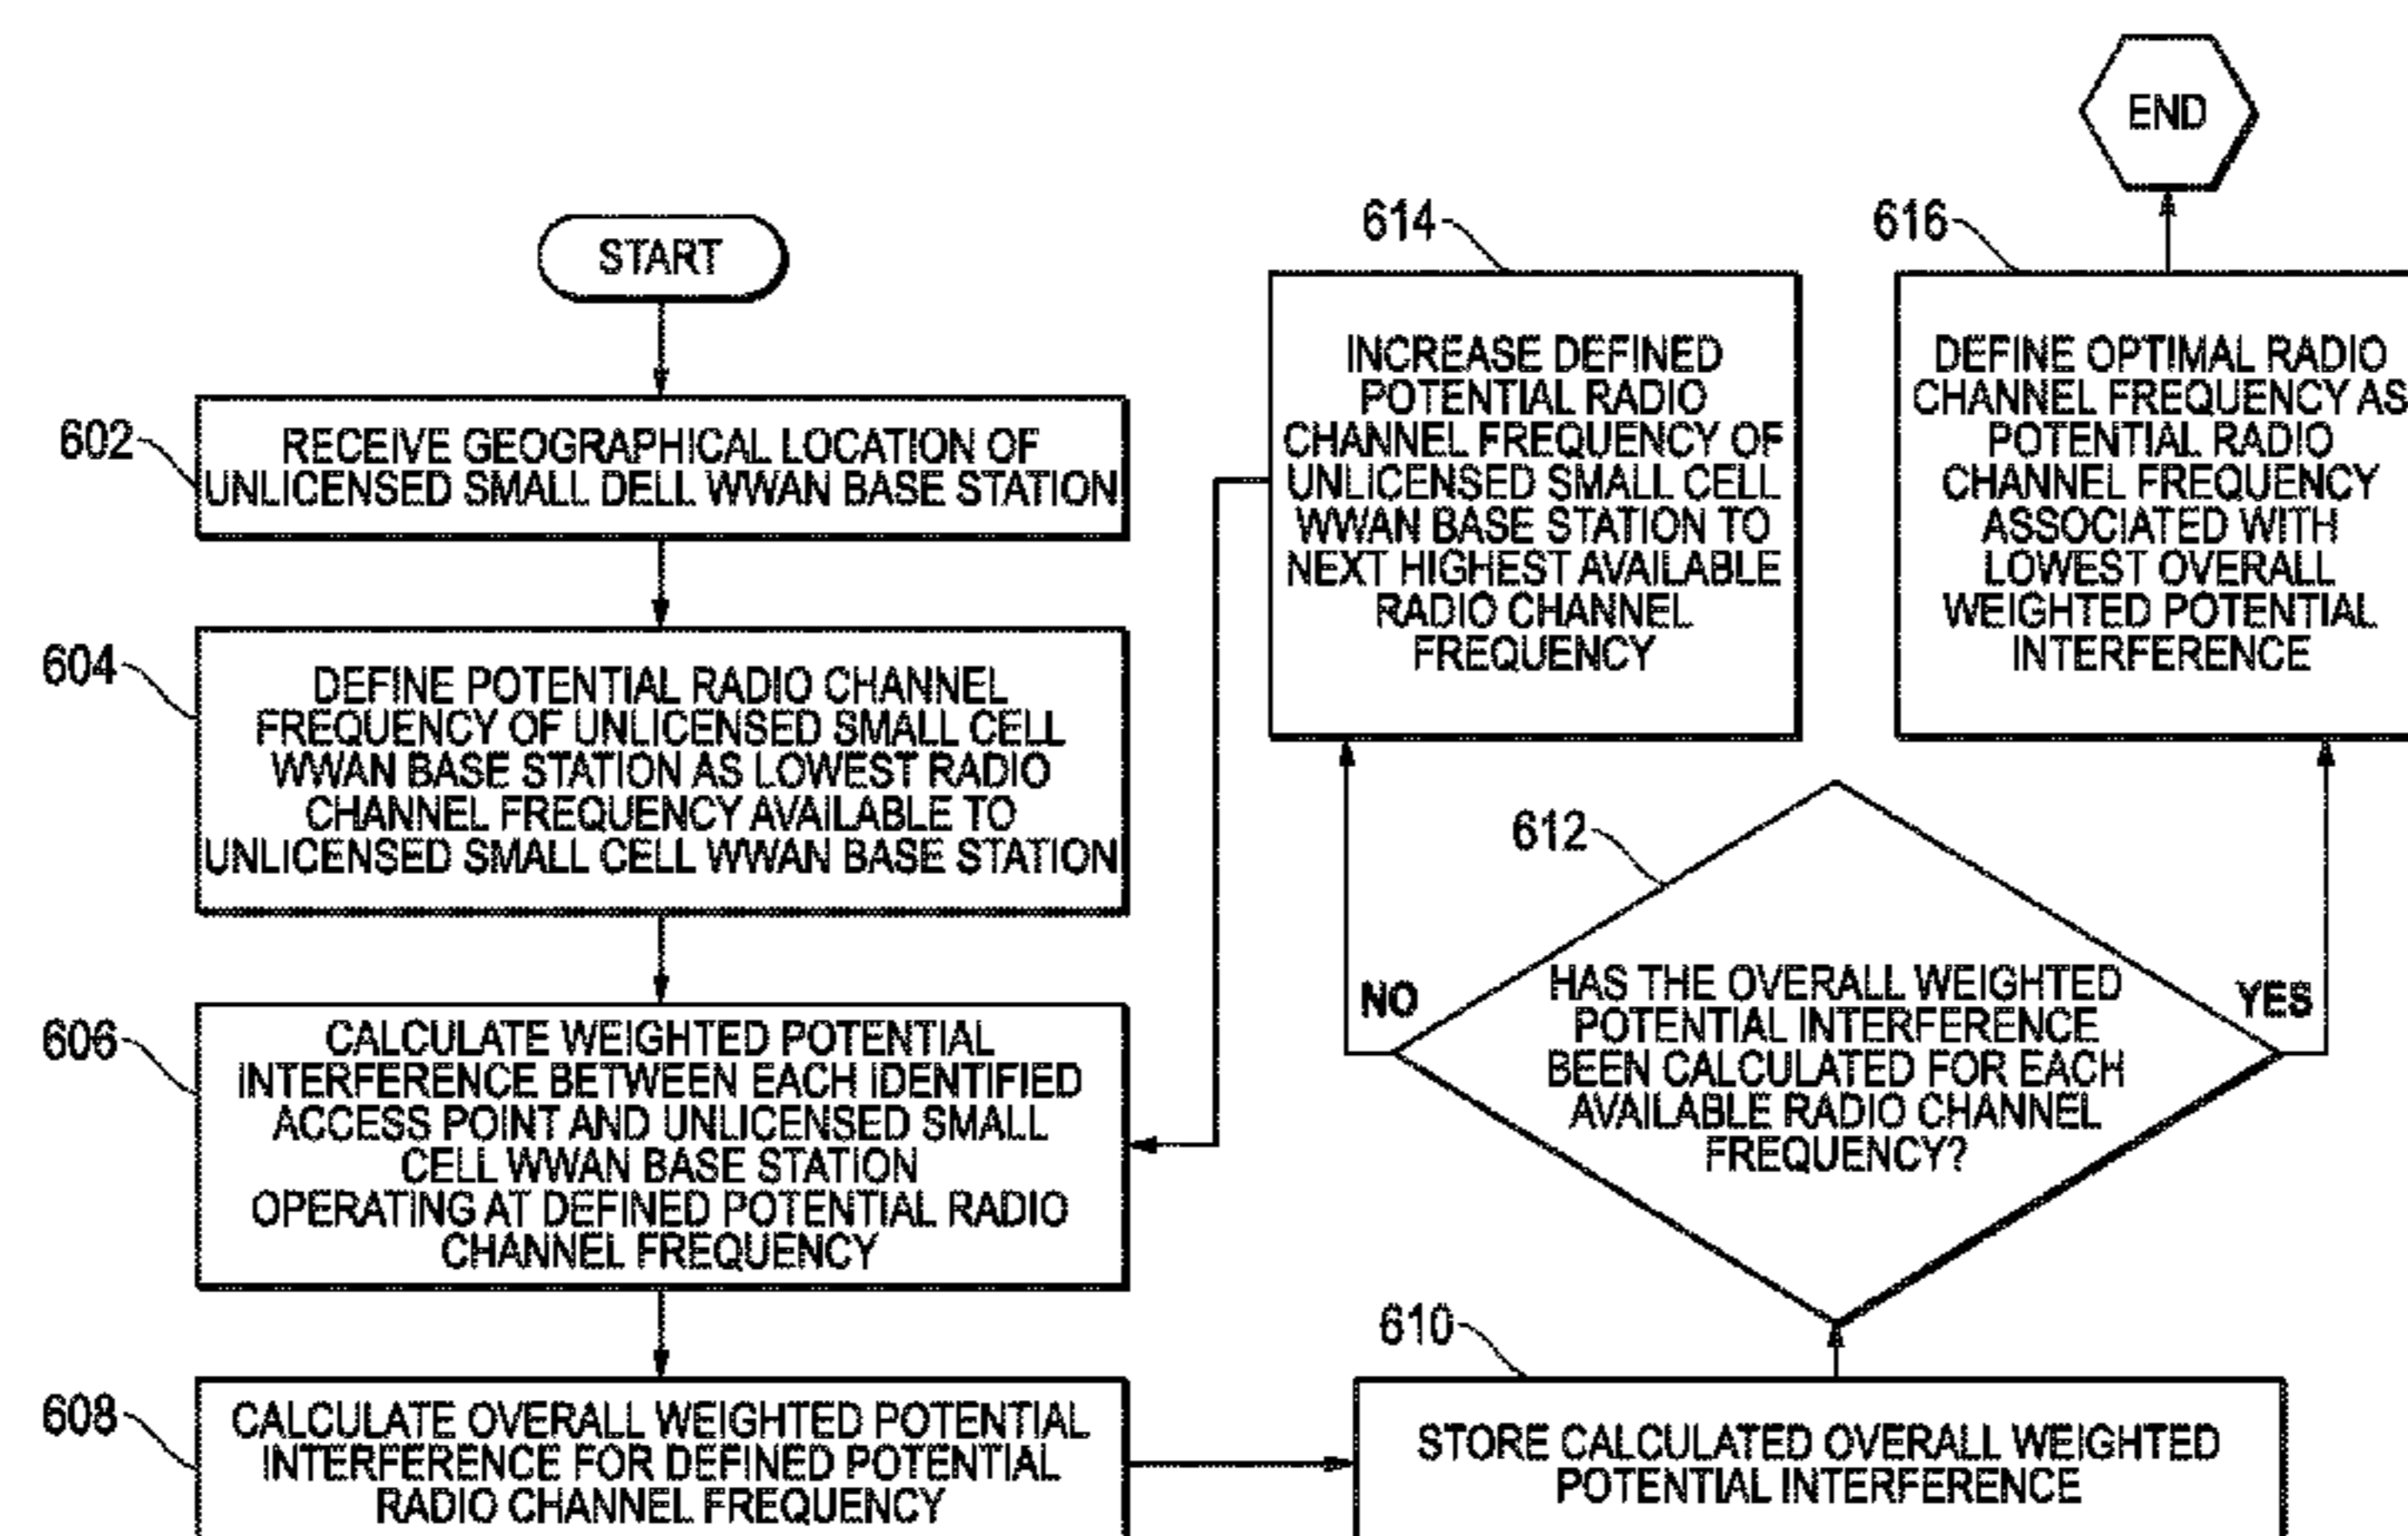 START
602
RECEIVE GEOGRAPHICAL LOCATION OF
UNLICENSED SMALL DELL WWAN BASE STATION
604
DEFINE POTENTIAL RADIO CHANNEL
FREQUENCY OF UNLICENSED SMALL CELL
WWAN BASE STATION AS LOWEST RADIO
CHANNEL FREQUENCY AVAILABLE TO
UNLICENSED SMALL CELL WWAN BASE STATION
606
CALCULATE WEIGHTED POTENTIAL
INTERFERENCE BETWEEN EACH IDENTIFIED
ACCESS POINT AND UNLICENSED SMALL
CELL WWAN BASE STATION
OPERATING AT DEFINED POTENTIAL RADIO
CHANNEL FREQUENCY
608
CALCULATE OVERALL WEIGHTED POTENTIAL
INTERFERENCE FOR DEFINED POTENTIAL
RADIO CHANNEL FREQUENCY
610
STORE CALCULATED OVERALL WEIGHTED
POTENTIAL INTERFERENCE
612
HAS THE OVERALL WEIGHTED
POTENTIAL INTERFERENCE
BEEN CALCULATED FOR EACH
AVAILABLE RADIO CHANNEL
FREQUENCY?
NO
YES
614
INCREASE DEFINED
POTENTIAL RADIO
CHANNEL FREQUENCY OF
UNLICENSED SMALL CELL
WWAN BASE STATION TO
NEXT HIGHEST AVAILABLE
RADIO CHANNEL
FREQUENCY
616
DEFINE OPTIMAL RADIO
CHANNEL FREQUENCY AS
POTENTIAL RADIO
CHANNEL FREQUENCY
ASSOCIATED WITH
LOWEST OVERALL
WEIGHTED POTENTIAL
INTERFERENCE
END